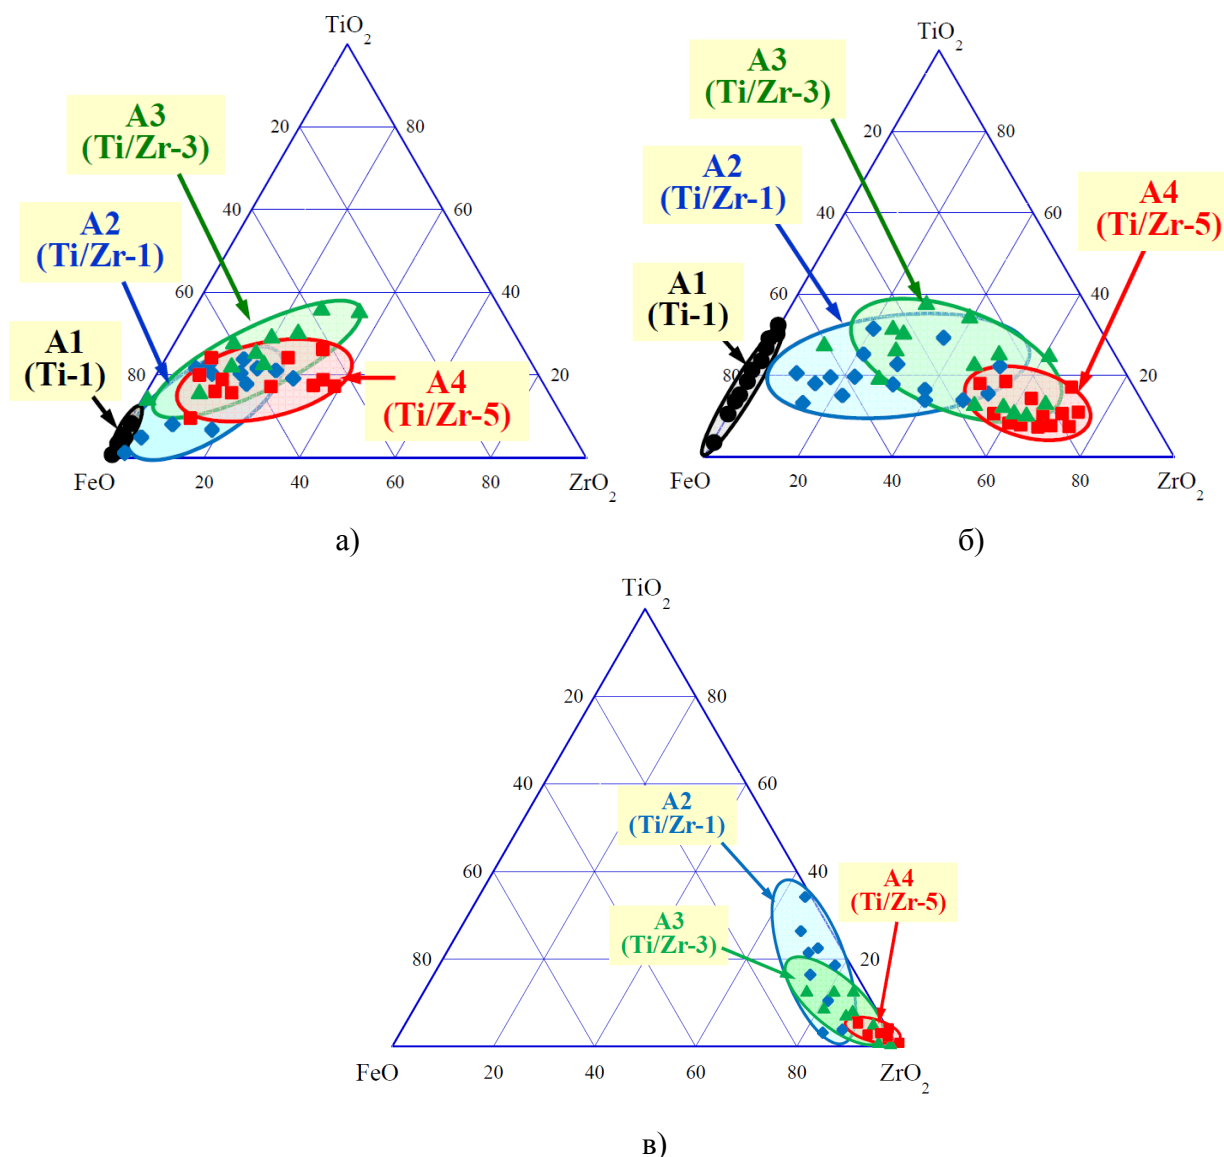 TiO2
A3
(Ti/Zr-3)
20
80
A2
(Ti/Zr-1)
40
60
A1
(Ti-1)
60
40
80
20
A4
(Ti/Zr-5)
FeO
20
40
60
80
ZrO2
а)
TiO2
A3
(Ti/Zr-3)
20
80
A2
(Ti/Zr-1)
A4
(Ti/Zr-5)
40
60
A1
(Ti-1)
60
40
80
20
FeO
20
40
60
80
ZrO2
б)
TiO2
20
80
40
60
A2
(Ti/Zr-1)
60
40
A4
(Ti/Zr-5)
A3
(Ti/Zr-3)
80
20
FeO
20
40
60
80
ZrO2
в)